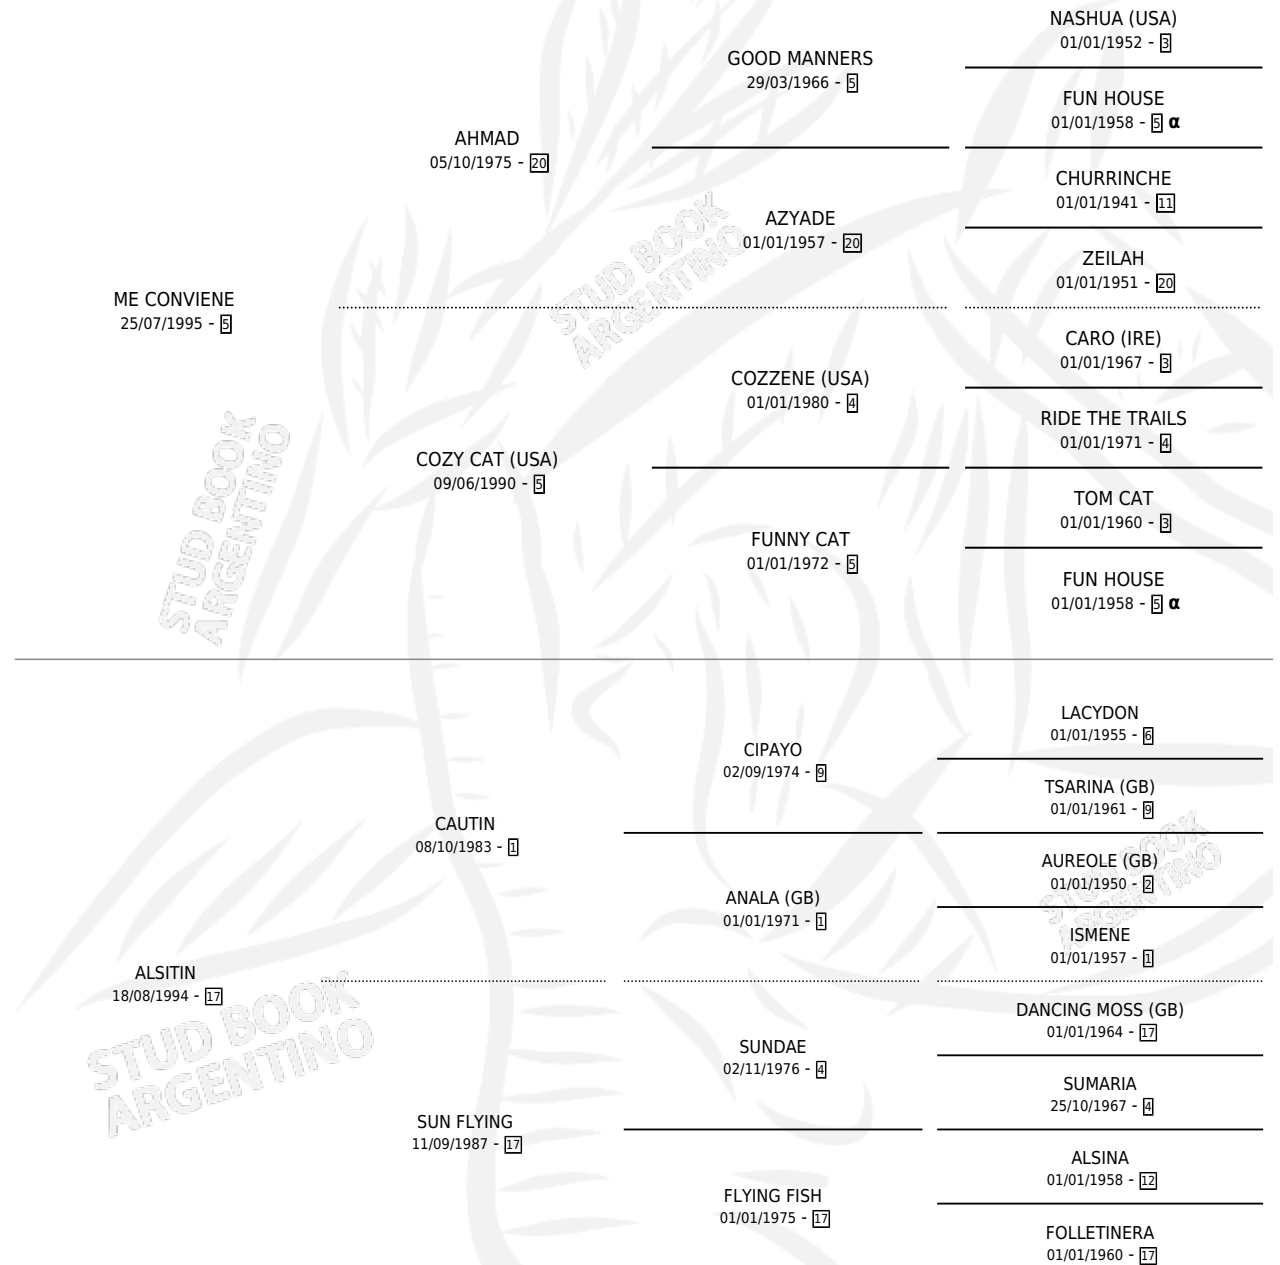 NASHUA (USA)
01/01/1952 - 3
GOOD MANNERS
29/03/1966 - 5
FUN HOUSE
01/01/1958 - 5 α
AHMAD
05/10/1975 - 20
CHURRINCHE
01/01/1941 - 11
AZYADE
01/01/1957 - 20
ZEILAH
01/01/1951 - 20
ME CONVIENE
25/07/1995 - 5
CARO (IRE)
01/01/1967 - 3
COZZENE (USA)
01/01/1980 - 4
RIDE THE TRAILS
01/01/1971 - 4
COZY CAT (USA)
09/06/1990 - 5
TOM CAT
01/01/1960 - 3
FUNNY CAT
01/01/1972 - 5
FUN HOUSE
01/01/1958 - 5 α
LACYDON
01/01/1955 - 6
CIPAYO
02/09/1974 - 9
TSARINA (GB)
01/01/1961 - 9
CAUTIN
08/10/1983 - 1
AUREOLE (GB)
01/01/1950 - 2
ANALA (GB)
01/01/1971 - 1
ISMENE
01/01/1957 - 1
ALSITIN
18/08/1994 - 17
DANCING MOSS (GB)
01/01/1964 - 17
SUNDAE
02/11/1976 - 4
SUMARIA
25/10/1967 - 4
SUN FLYING
11/09/1987 - 17
ALSINA
01/01/1958 - 12
FLYING FISH
01/01/1975 - 17
FOLLETINERA
01/01/1960 - 17
STUD BOOK
ARGENTINO
STUD BOOK
ARGENTINO
STUD BOOK
ARGENTINO
STUD BOOK
ARGENTINO